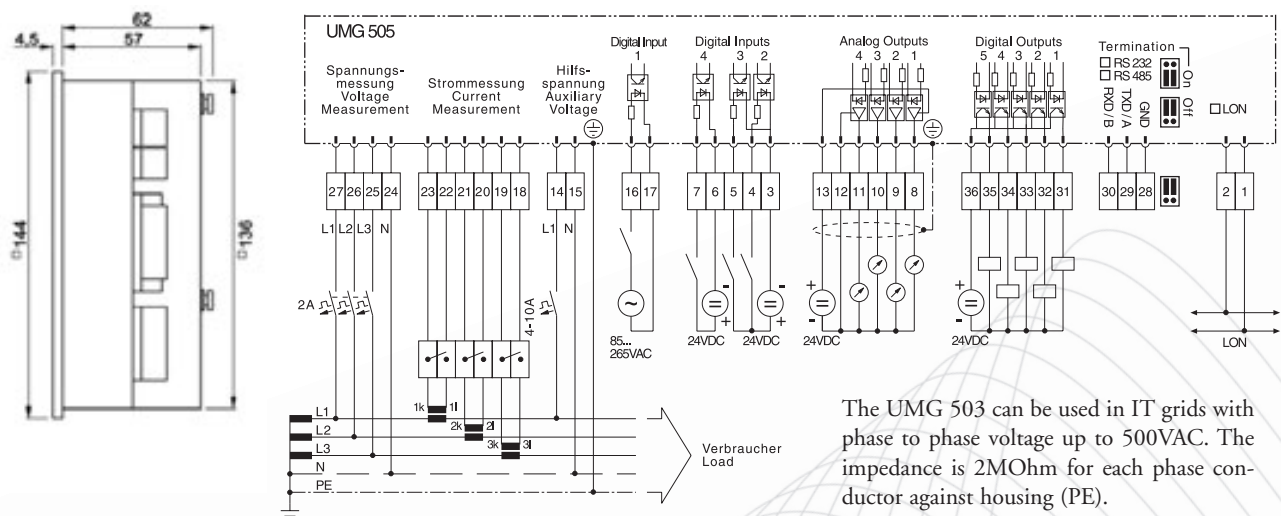 62
4,5
57
□144
□136
UMG 505
Spannungs-
messung
Voltage
Measurement
Strommessung
Current
Measurement
Hilfs-
spannung
Auxiliary
Voltage
Digital Input
1
Digital Inputs
4 3 2
Analog Outputs
4 3 2 1
Digital Outputs
5 4 3 2 1
Termination
RS 232
RS 485
On
Off
RXD / B
TXD / A
GND
LON
27 26 25 24
23 22 21 20 19 18
14 15
16 17
7 6 5 4 3
13 12 11 10 9 8
36 35 34 33 32 31
30 29 28
2 1
L1 L2 L3 N
L1 N
2A
4-10A
85...
265VAC
- +
24VDC
- +
24VDC
+ -
24VDC
+ -
24VDC
LON
1k 1l
2k 2l
3k 3l
L1
L2
L3
N
PE
Verbraucher
Load
The UMG 503 can be used in IT grids with
phase to phase voltage up to 500VAC. The
impedance is 2MOhm for each phase con-
ductor against housing (PE).